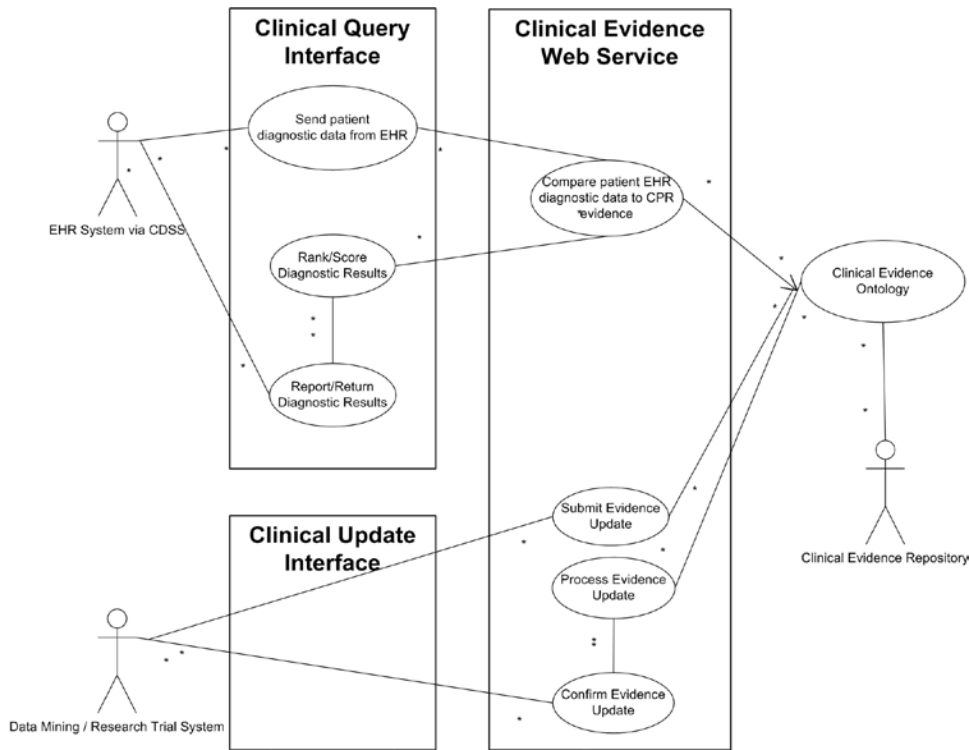 Clinical Query
Interface
Clinical Evidence
Web Service
Send patient
diagnostic data from EHR
*
*
*
*
*
Compare patient EHR
diagnostic data to CPR
*evidence
EHR System via CDSS
*
Rank/Score
Diagnostic Results
*
Clinical Evidence
Ontology
*
*
*
*
*
*
*
Report/Return
Diagnostic Results
*
Submit Evidence
Update
*
Clinical Evidence Repository
*
Clinical Update
Interface
*
Process Evidence
Update
**
*
*
Data Mining / Research Trial System
Confirm Evidence
Update
*